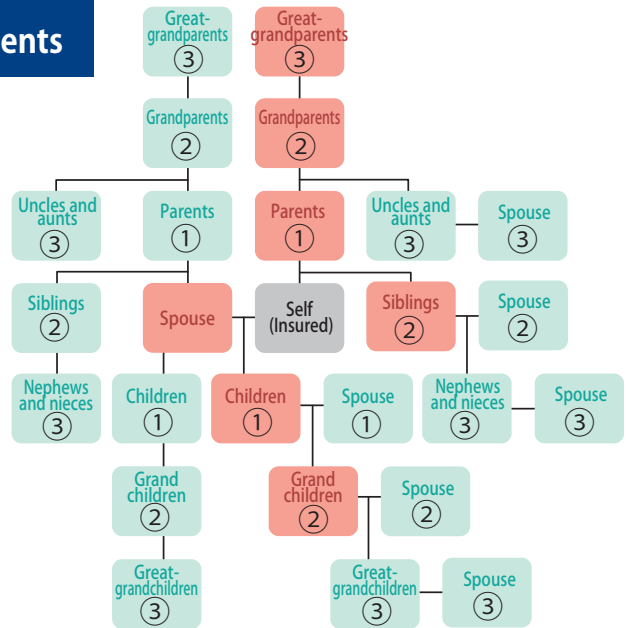 ents
Great-
grandparents
③
Great-
grandparents
③
Grandparents
②
Grandparents
②
Uncles and
aunts
③
Parents
①
Parents
①
Uncles and
aunts
③
Spouse
③
Siblings
②
Spouse
Self
(Insured)
Siblings
②
Spouse
②
Nephews
and nieces
③
Children
①
Children
①
Spouse
①
Nephews
and nieces
③
Spouse
③
Grand
children
②
Grand
children
②
Spouse
②
Great-
grandchildren
③
Great-
grandchildren
③
Spouse
③